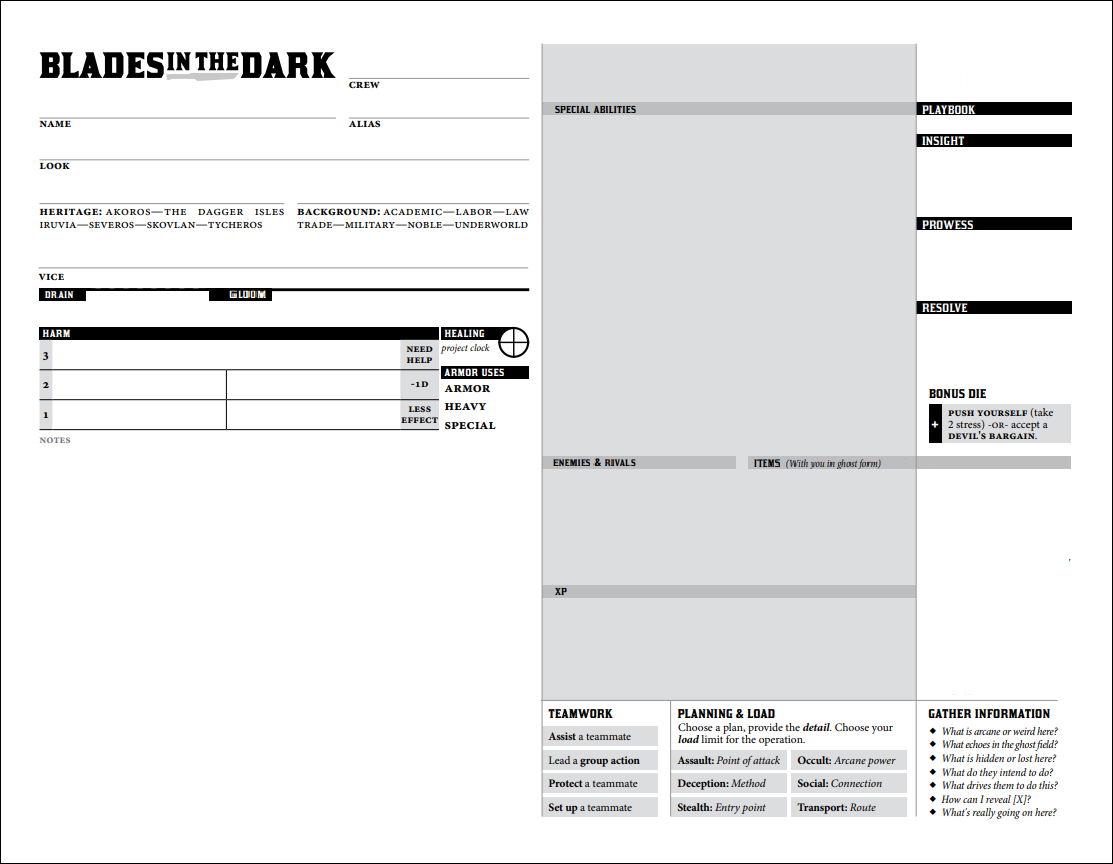 BLADES IN THE DARK
CREW
NAME
ALIAS
LOOK
HERITAGE: AKOROS—THE DAGGER ISLES
IRUVIA—SEVEROS—SKOVLAN—TYCHEROS
BACKGROUND: ACADEMIC—LABOR—LAW
TRADE—MILITARY—NOBLE—UNDERWORLD
VICE
DRAIN
GLOOM
HARM
3
NEED
HELP
2
-1D
1
LESS
EFFECT
HEALING
project clock
ARMOR USES
ARMOR
HEAVY
SPECIAL
NOTES
SPECIAL ABILITIES
ENEMIES & RIVALS
ITEMS (With you in ghost form)
XP
PLAYBOOK
INSIGHT
PROWESS
RESOLVE
BONUS DIE
+
PUSH YOURSELF (take
2 stress) -OR- accept a
DEVIL'S BARGAIN.
TEAMWORK
Assist a teammate
Lead a group action
Protect a teammate
Set up a teammate
PLANNING & LOAD
Choose a plan, provide the detail. Choose your
load limit for the operation.
Assault: Point of attack
Occult: Arcane power
Deception: Method
Social: Connection
Stealth: Entry point
Transport: Route
GATHER INFORMATION
◆ What is arcane or weird here?
◆ What echoes in the ghost field?
◆ What is hidden or lost here?
◆ What do they intend to do?
◆ What drives them to do this?
◆ How can I reveal [X]?
◆ What's really going on here?